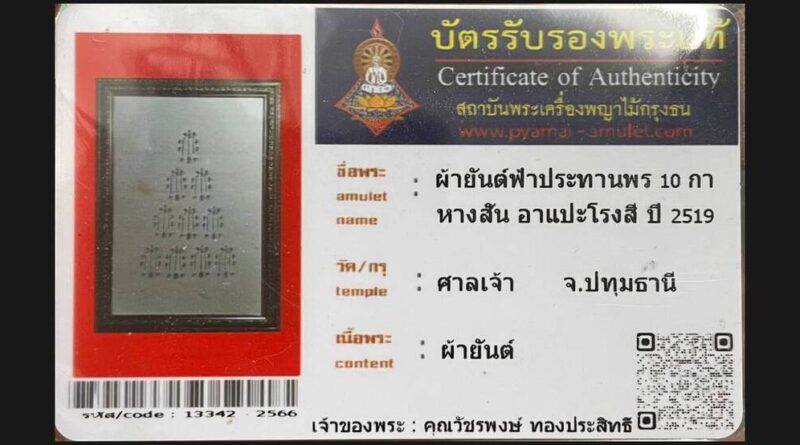 บัตรรับรองพระแท้
Certificate of Authenticity
สถาบันพระเครื่องพญาไม้กรุงธน
www.pyamai-amulet.com
ชื่อพระ amulet name : ผ้ายันต์ฟ้าประทานพร 10 กา
หางสั้น อาแปะโรงสี ปี 2519
วัด/กรุ temple : ศาลเจ้า จ.ปทุมธานี
เนื้อพระ content : ผ้ายันต์
รหัส/code : 13342 2566
เจ้าของพระ : คุณวัชรพงษ์ ทองประสิทธิ์